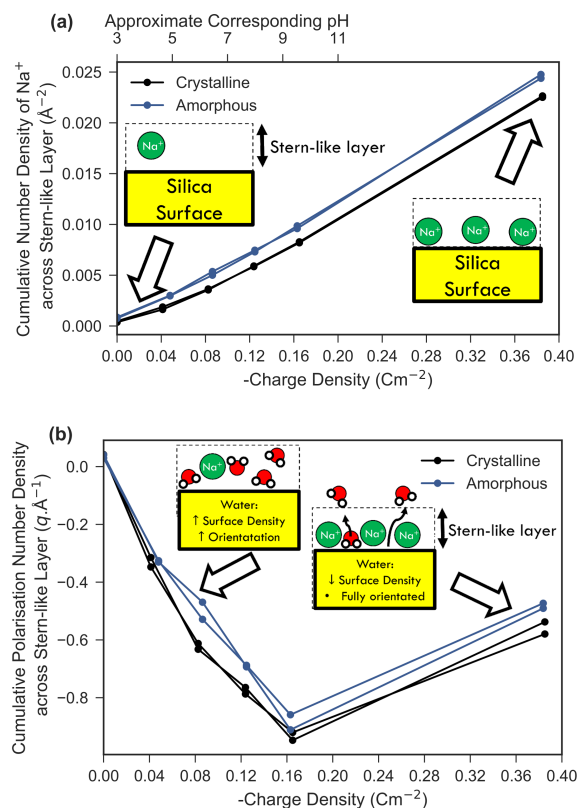 (a)
Approximate Corresponding pH
3 5 7 9 11
Cumulative Number Density of Na⁺
across Stern-like Layer (Å⁻²)
0.025
0.020
0.015
0.010
0.005
0.000
Crystalline
Amorphous
Na⁺
Stern-like layer
Silica
Surface
Na⁺ Na⁺ Na⁺
Silica
Surface
0.00 0.04 0.08 0.12 0.16 0.20 0.24 0.28 0.32 0.36 0.40
-Charge Density (Cm⁻²)
(b)
Cumulative Polarisation Number Density
across Stern-like Layer (q.Å⁻¹)
0.0
-0.2
-0.4
-0.6
-0.8
Na⁺
Water:
↑ Surface Density
↑ Orientatation
Crystalline
Amorphous
Na⁺ Na⁺ Na⁺
Stern-like layer
Water:
↓ Surface Density
• Fully orientated
0.00 0.04 0.08 0.12 0.16 0.20 0.24 0.28 0.32 0.36 0.40
-Charge Density (Cm⁻²)